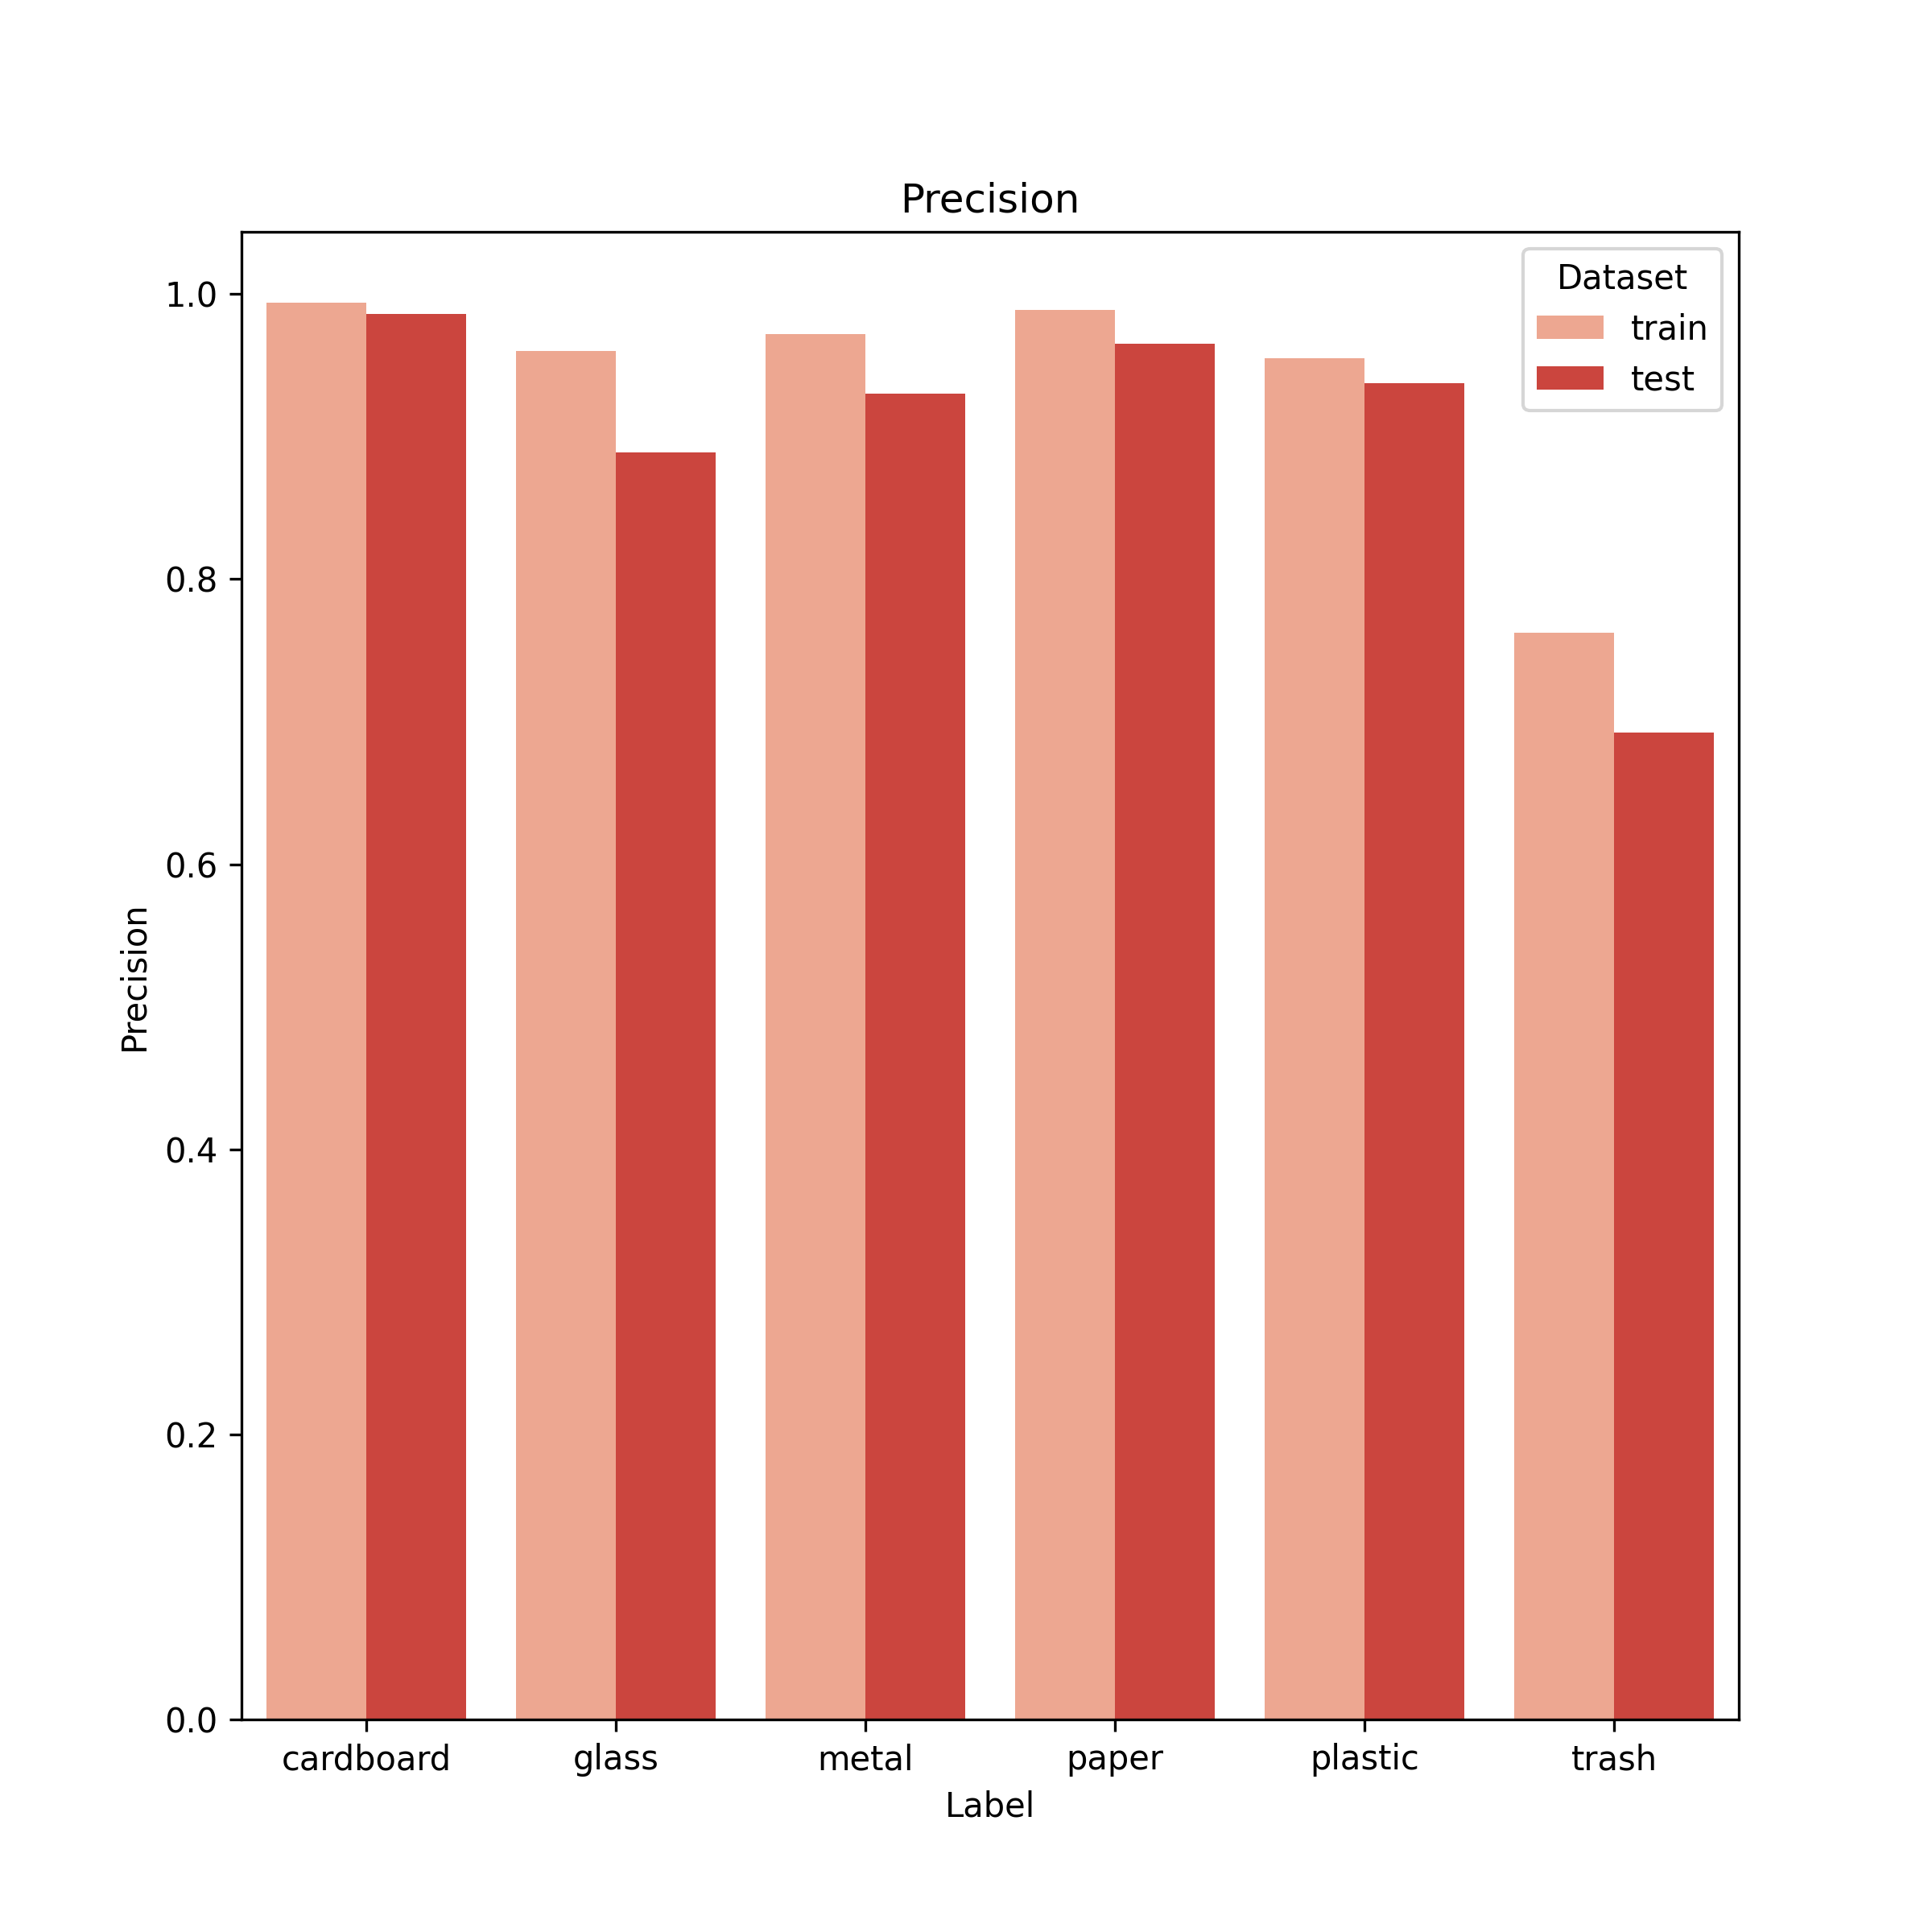 Precision
Dataset
train
test
1.0
0.8
0.6
0.4
0.2
0.0
Precision
cardboard glass metal paper plastic trash
Label